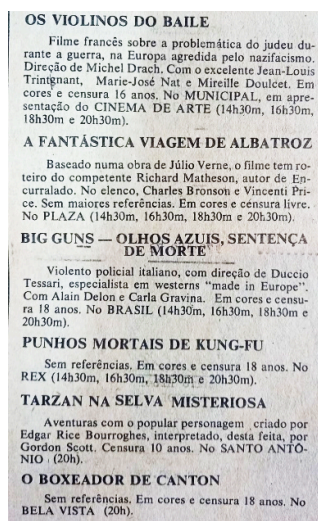 OS VIOLINOS DO BAILE
Filme francês sobre a problemática do judeu du-
rante a guerra, na Europa agredida pelo nazifacismo.
Direção de Michel Drach. Com o excelente Jean-Louis
Trintgnant, Marie-José Nat e Mireille Doulcet. Em
cores e censura 16 anos. No MUNICIPAL, em apre-
sentação do CINEMA DE ARTE (14h30m, 16h30m,
18h30m e 20h30m).
A FANTÁSTICA VIAGEM DE ALBATROZ
Baseado numa obra de Júlio Verne, o filme tem ro-
teiro do competente Richard Matheson, autor de En-
curralado. No elenco, Charles Bronson e Vincenti Pri-
ce. Sem maiores referências. Em cores e censura livre.
No PLAZA (14h30m, 16h30m, 18h30m e 20h30m).
BIG GUNS — OLHOS AZUIS, SENTENÇA
DE MORTE
Violento policial italiano, com direção de Duccio
Tessari, especialista em westerns "made in Europe".
Com Alain Delon e Carla Gravina. Em cores e censu-
ra 18 anos. No BRASIL (14h30m, 16h30m, 18h30m e
20h30m).
PUNHOS MORTAIS DE KUNG-FU
Sem referências. Em cores e censura 18 anos. No
REX (14h30m, 16h30m, 18h30m e 20h30m).
TARZAN NA SELVA MISTERIOSA
Aventuras com o popular personagem criado por
Edgar Rice Bourroghes, interpretado, desta feita, por
Gordon Scott. Censura 10 anos. No SANTO ANTÔ-
NIO (20h).
O BOXEADOR DE CANTON
Sem referências. Em cores e censura 18 anos. No
BELA VISTA (20h).